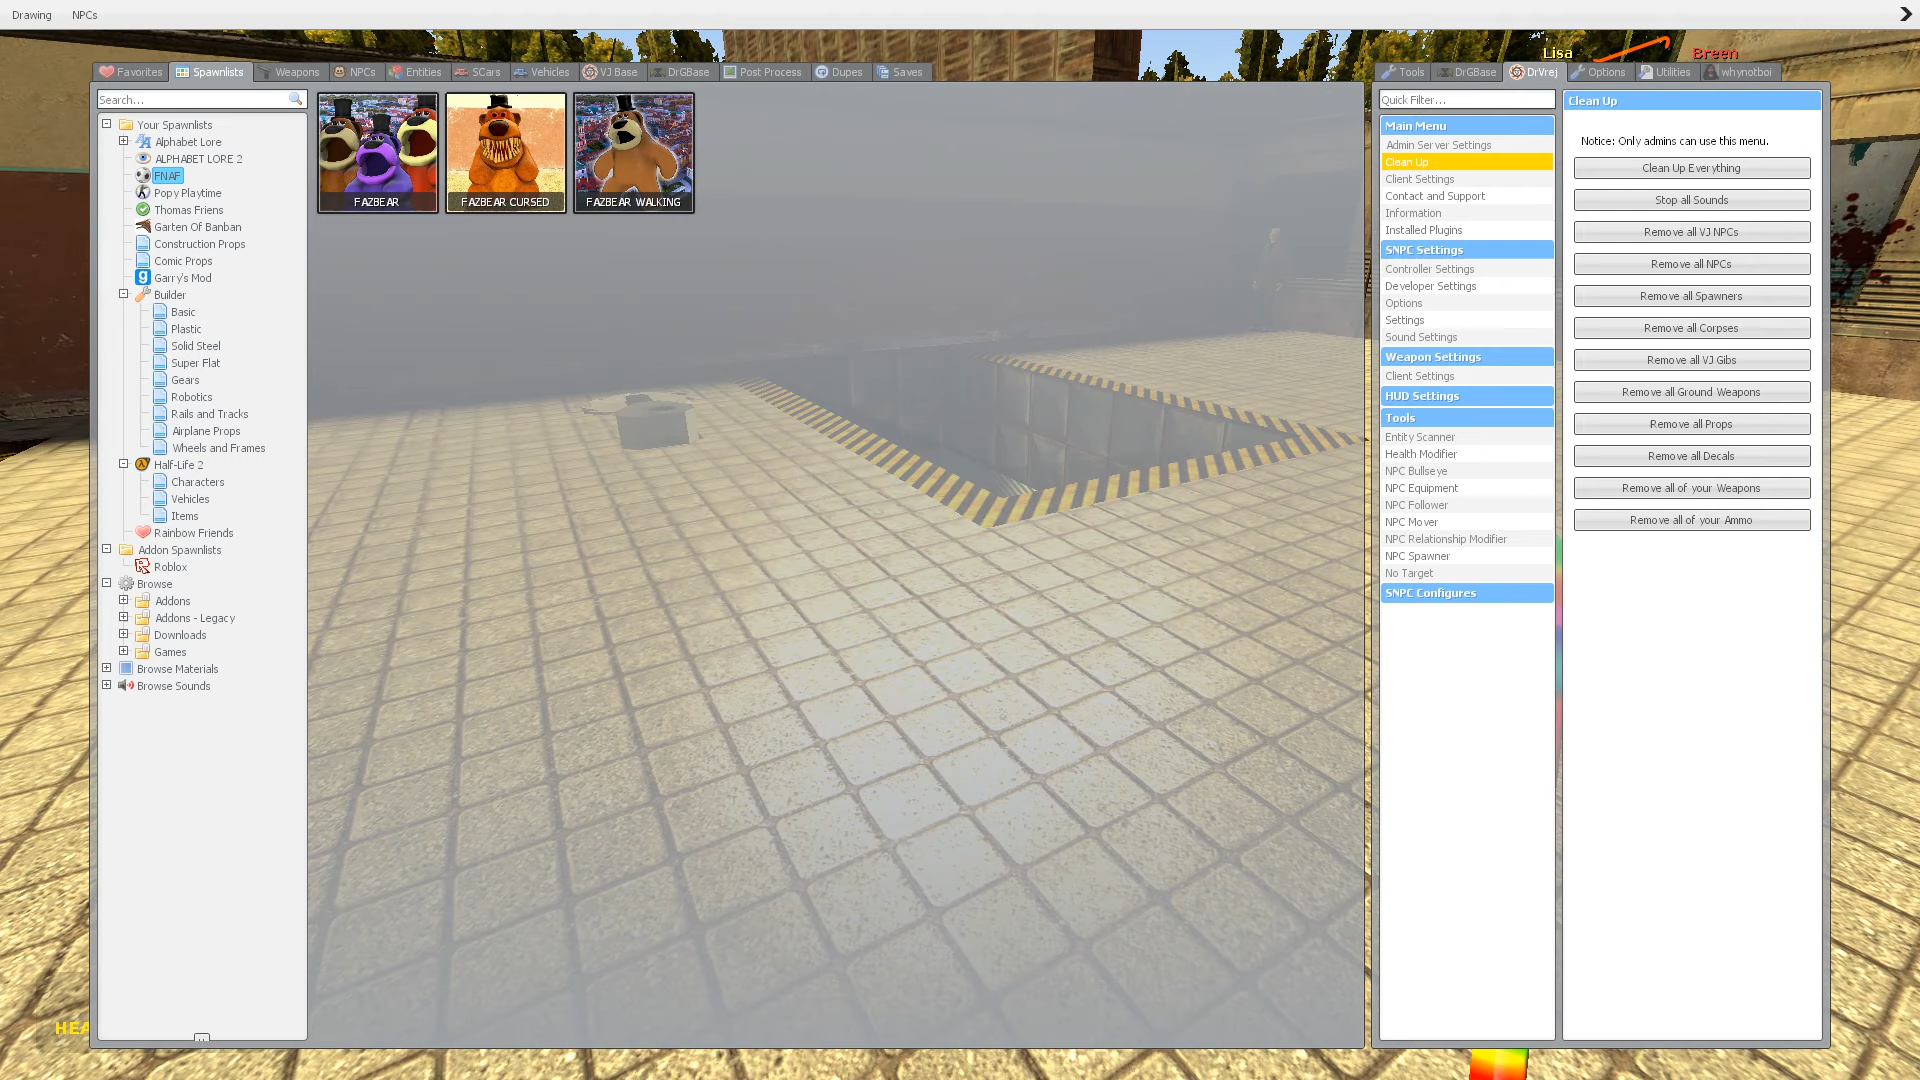 Drawing NPCs
Lisa Breen
Favorites Spawnlists Weapons NPCs Entities SCars Vehicles VJ Base DrGBase Post Process Dupes Saves
Tools DrGBase DrVrej Options Utilities whynotboi
Search...
Your Spawnlists
Alphabet Lore
ALPHABET LORE 2
FNAF
Popy Playtime
Thomas Friens
Garten Of Banban
Construction Props
Comic Props
Garry's Mod
Builder
Basic
Plastic
Solid Steel
Super Flat
Gears
Robotics
Rails and Tracks
Airplane Props
Wheels and Frames
Half-Life 2
Characters
Vehicles
Items
Rainbow Friends
Addon Spawnlists
Roblox
Browse
Addons
Addons - Legacy
Downloads
Games
Browse Materials
Browse Sounds
FAZBEAR
FAZBEAR CURSED
FAZBEAR WALKING
Quick Filter...
Main Menu
Admin Server Settings
Clean Up
Client Settings
Contact and Support
Information
Installed Plugins
SNPC Settings
Controller Settings
Developer Settings
Options
Settings
Sound Settings
Weapon Settings
Client Settings
HUD Settings
Tools
Entity Scanner
Health Modifier
NPC Bullseye
NPC Equipment
NPC Follower
NPC Mover
NPC Relationship Modifier
NPC Spawner
No Target
SNPC Configures
Clean Up
Notice: Only admins can use this menu.
Clean Up Everything
Stop all Sounds
Remove all VJ NPCs
Remove all NPCs
Remove all Spawners
Remove all Corpses
Remove all VJ Gibs
Remove all Ground Weapons
Remove all Props
Remove all Decals
Remove all of your Weapons
Remove all of your Ammo
HEA